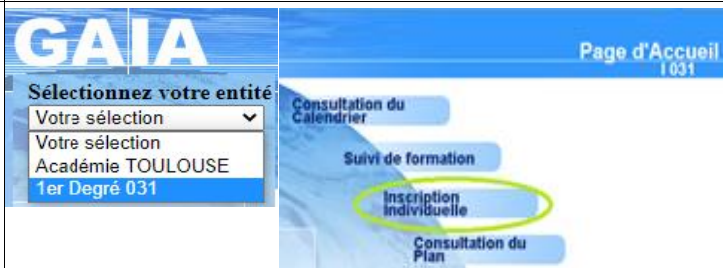 GAIA
Sélectionnez votre entité
Votre sélection
Votre sélection
Académie TOULOUSE
1er Degré 031
Page d'Accueil
I 031
Consultation du
Calendrier
Suivi de formation
Inscription
Individuelle
Consultation du
Plan